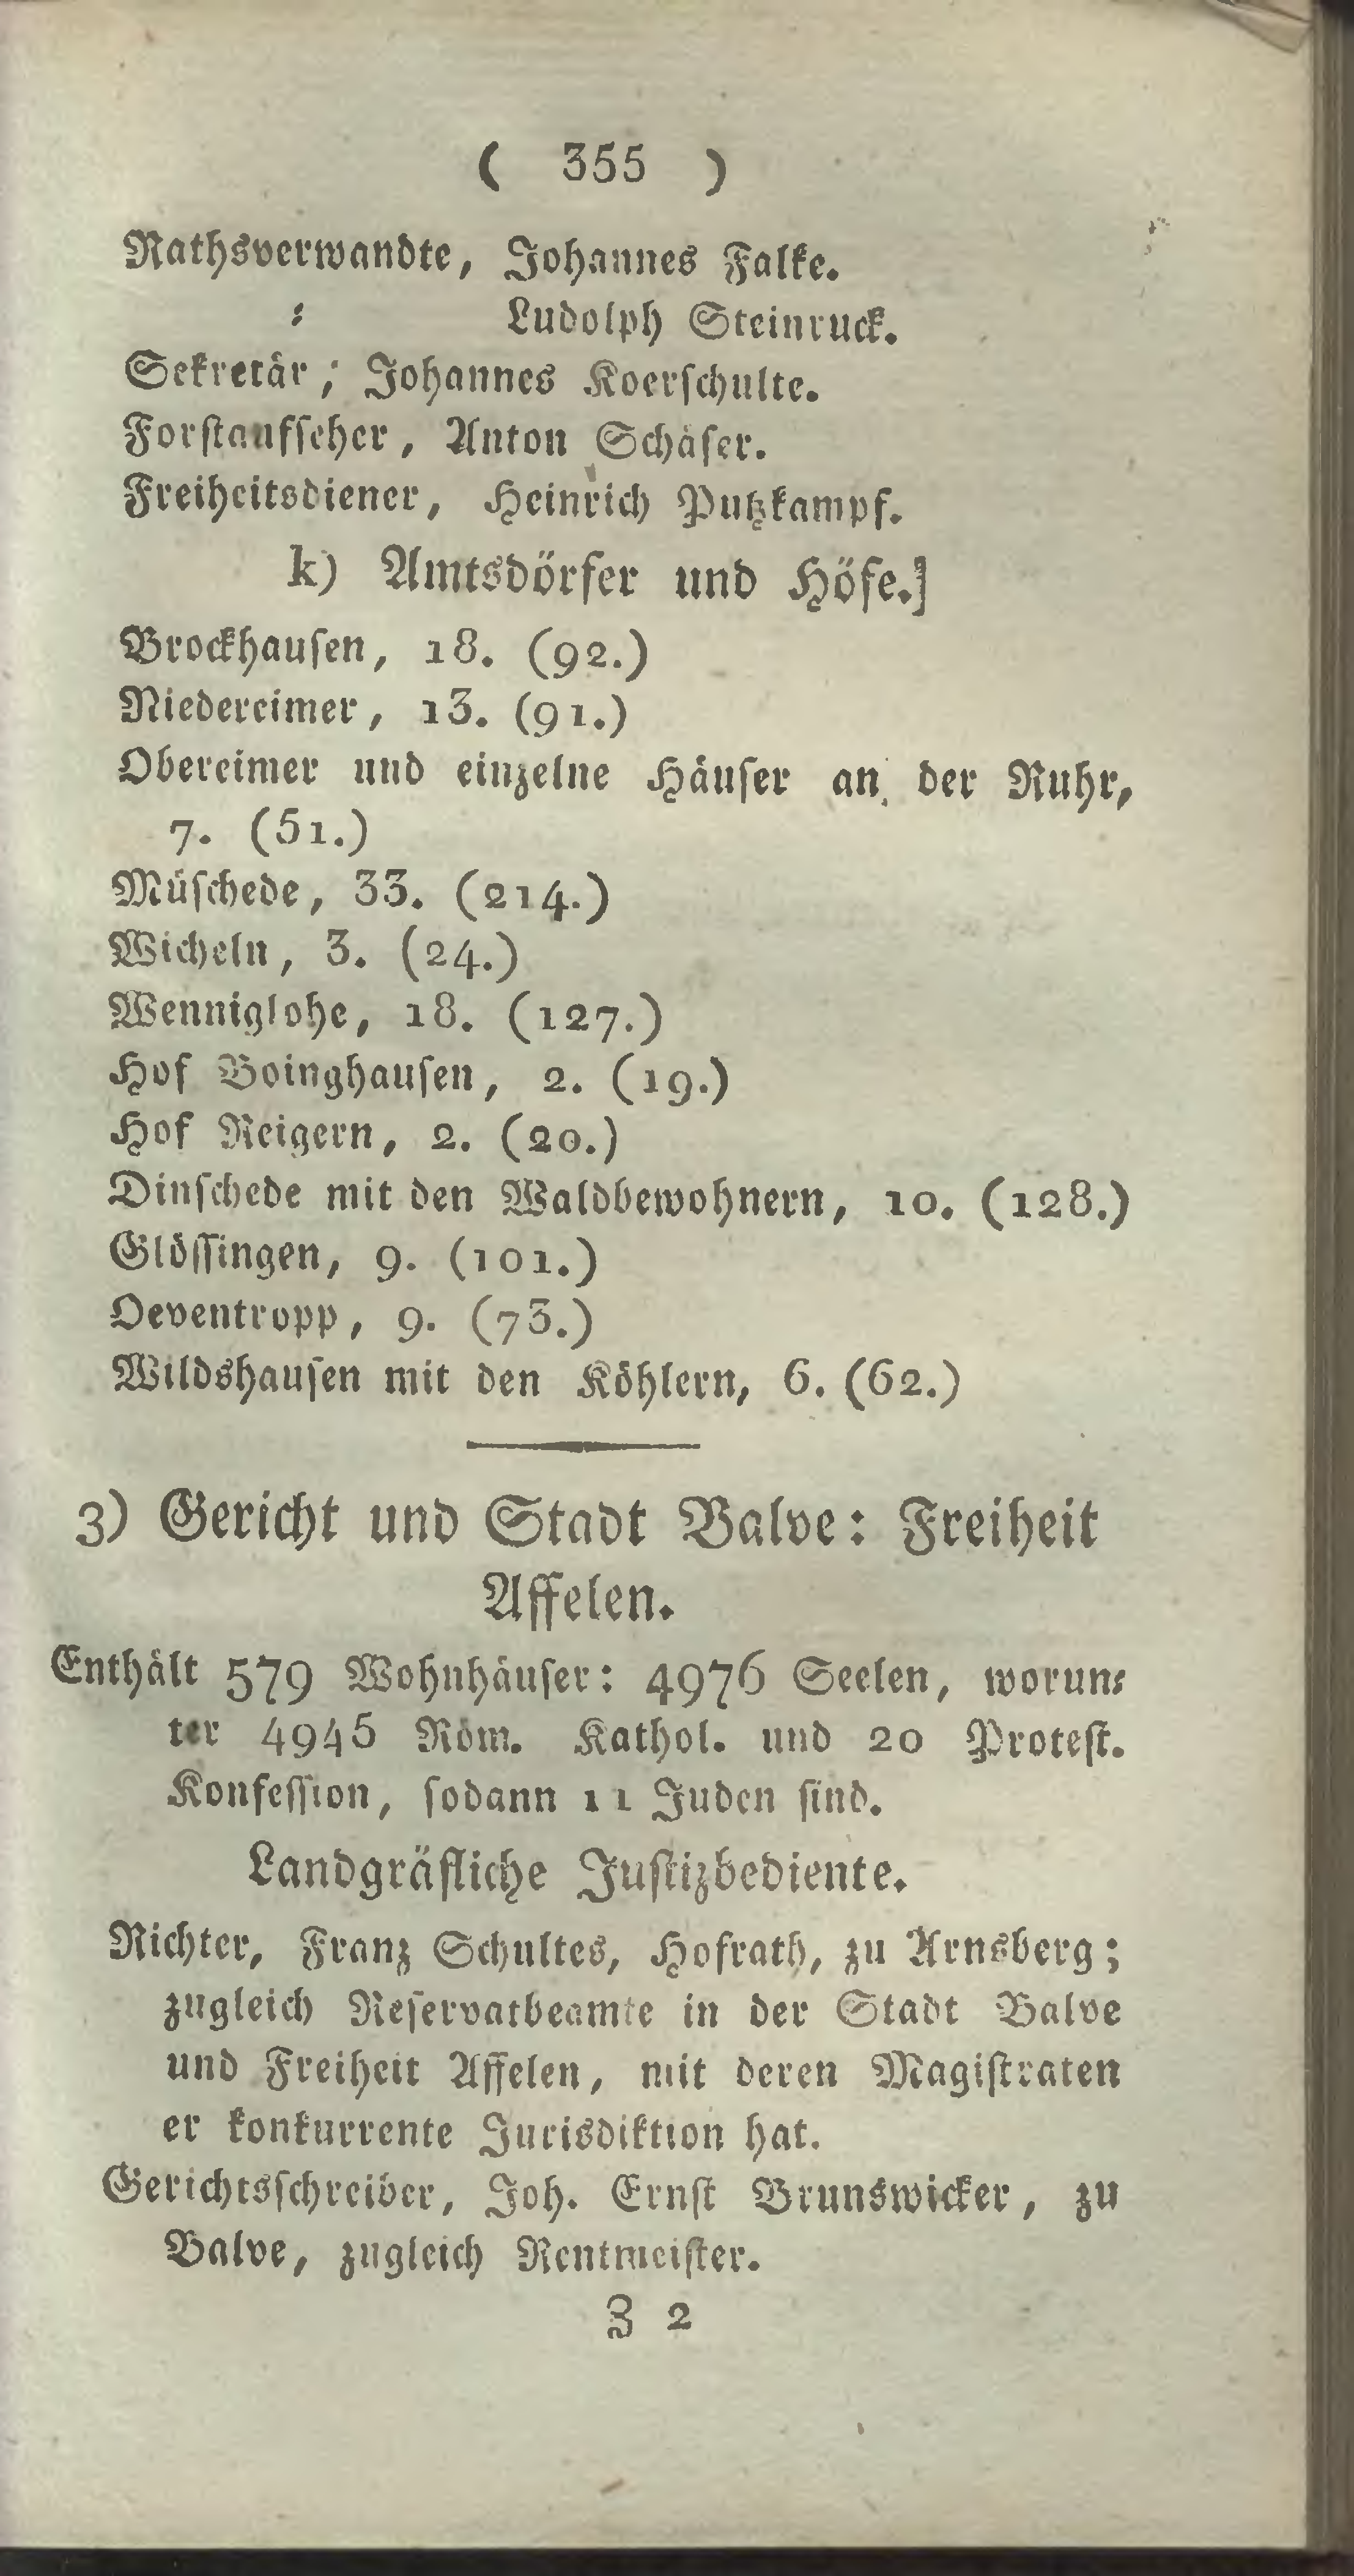 ( 355 )
Rathsverwandte, Johannes Falke.
⸗ Ludolph Steinruck.
Sekretär, Johannes Koerschulte.
Forstaufseher, Anton Schäfer.
Freiheitsdiener, Heinrich Putzkampf.
k) Amtsdörfer und Höfe.]
Brockhausen, 18. (92.)
Niedereimer, 13. (91.)
Obereimer und einzelne Häuser an der Ruhr,
7. (51.)
Müschede, 33. (214.)
Wicheln, 3. (24.)
Wenniglohe, 18. (127.)
Hof Boinghausen, 2. (19.)
Hof Reigern, 2. (20.)
Dinschede mit den Waldbewohnern, 10. (128.)
Glössingen, 9. (101.)
Oeventropp, 9. (73.)
Wildshausen mit den Köhlern, 6. (62.)
3) Gericht und Stadt Balve: Freiheit
Affelen.
Enthält 579 Wohnhäuser: 4976 Seelen, worun⸗
ter 4945 Röm. Kathol. und 20 Protest.
Konfession, sodann 11 Juden sind.
Landgräfliche Justizbediente.
Richter, Franz Schultes, Hofrath, zu Arnsberg;
zugleich Reservatbeamte in der Stadt Balve
und Freiheit Affelen, mit deren Magistraten
er konkurrente Jurisdiktion hat.
Gerichtsschreiber, Joh. Ernst Brunswicker, zu
Balve, zugleich Rentmeister.
Z 2